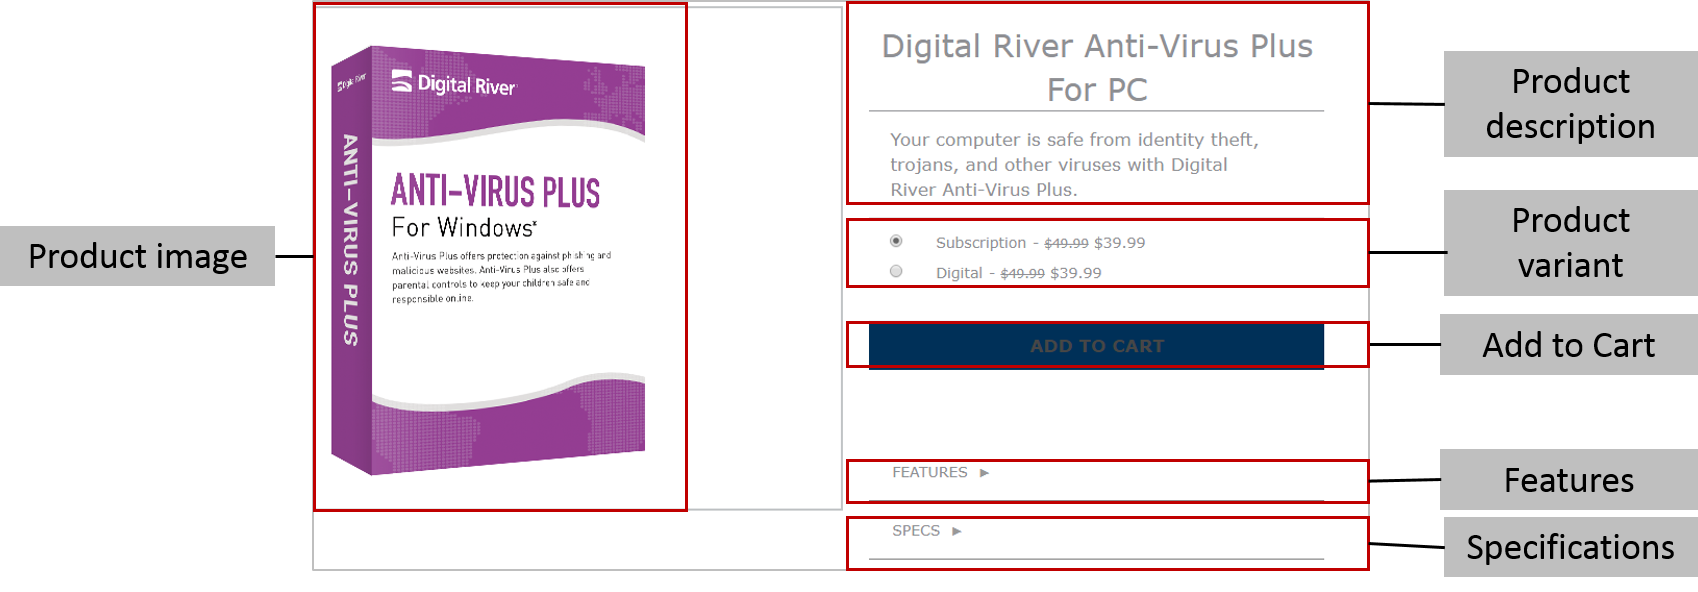 Product image
Digital River
ANTI-VIRUS PLUS
Digital River
ANTI-VIRUS PLUS
For Windows*
Anti-Virus Plus offers protection against phishing and
malicious websites. Anti-Virus Plus also offers
parental controls to keep your children safe and
responsible online.
Digital River Anti-Virus Plus
For PC
Your computer is safe from identity theft,
trojans, and other viruses with Digital
River Anti-Virus Plus.
Subscription - $49.99 $39.99
Digital - $49.99 $39.99
ADD TO CART
FEATURES ►
SPECS ►
Product
description
Product
variant
Add to Cart
Features
Specifications